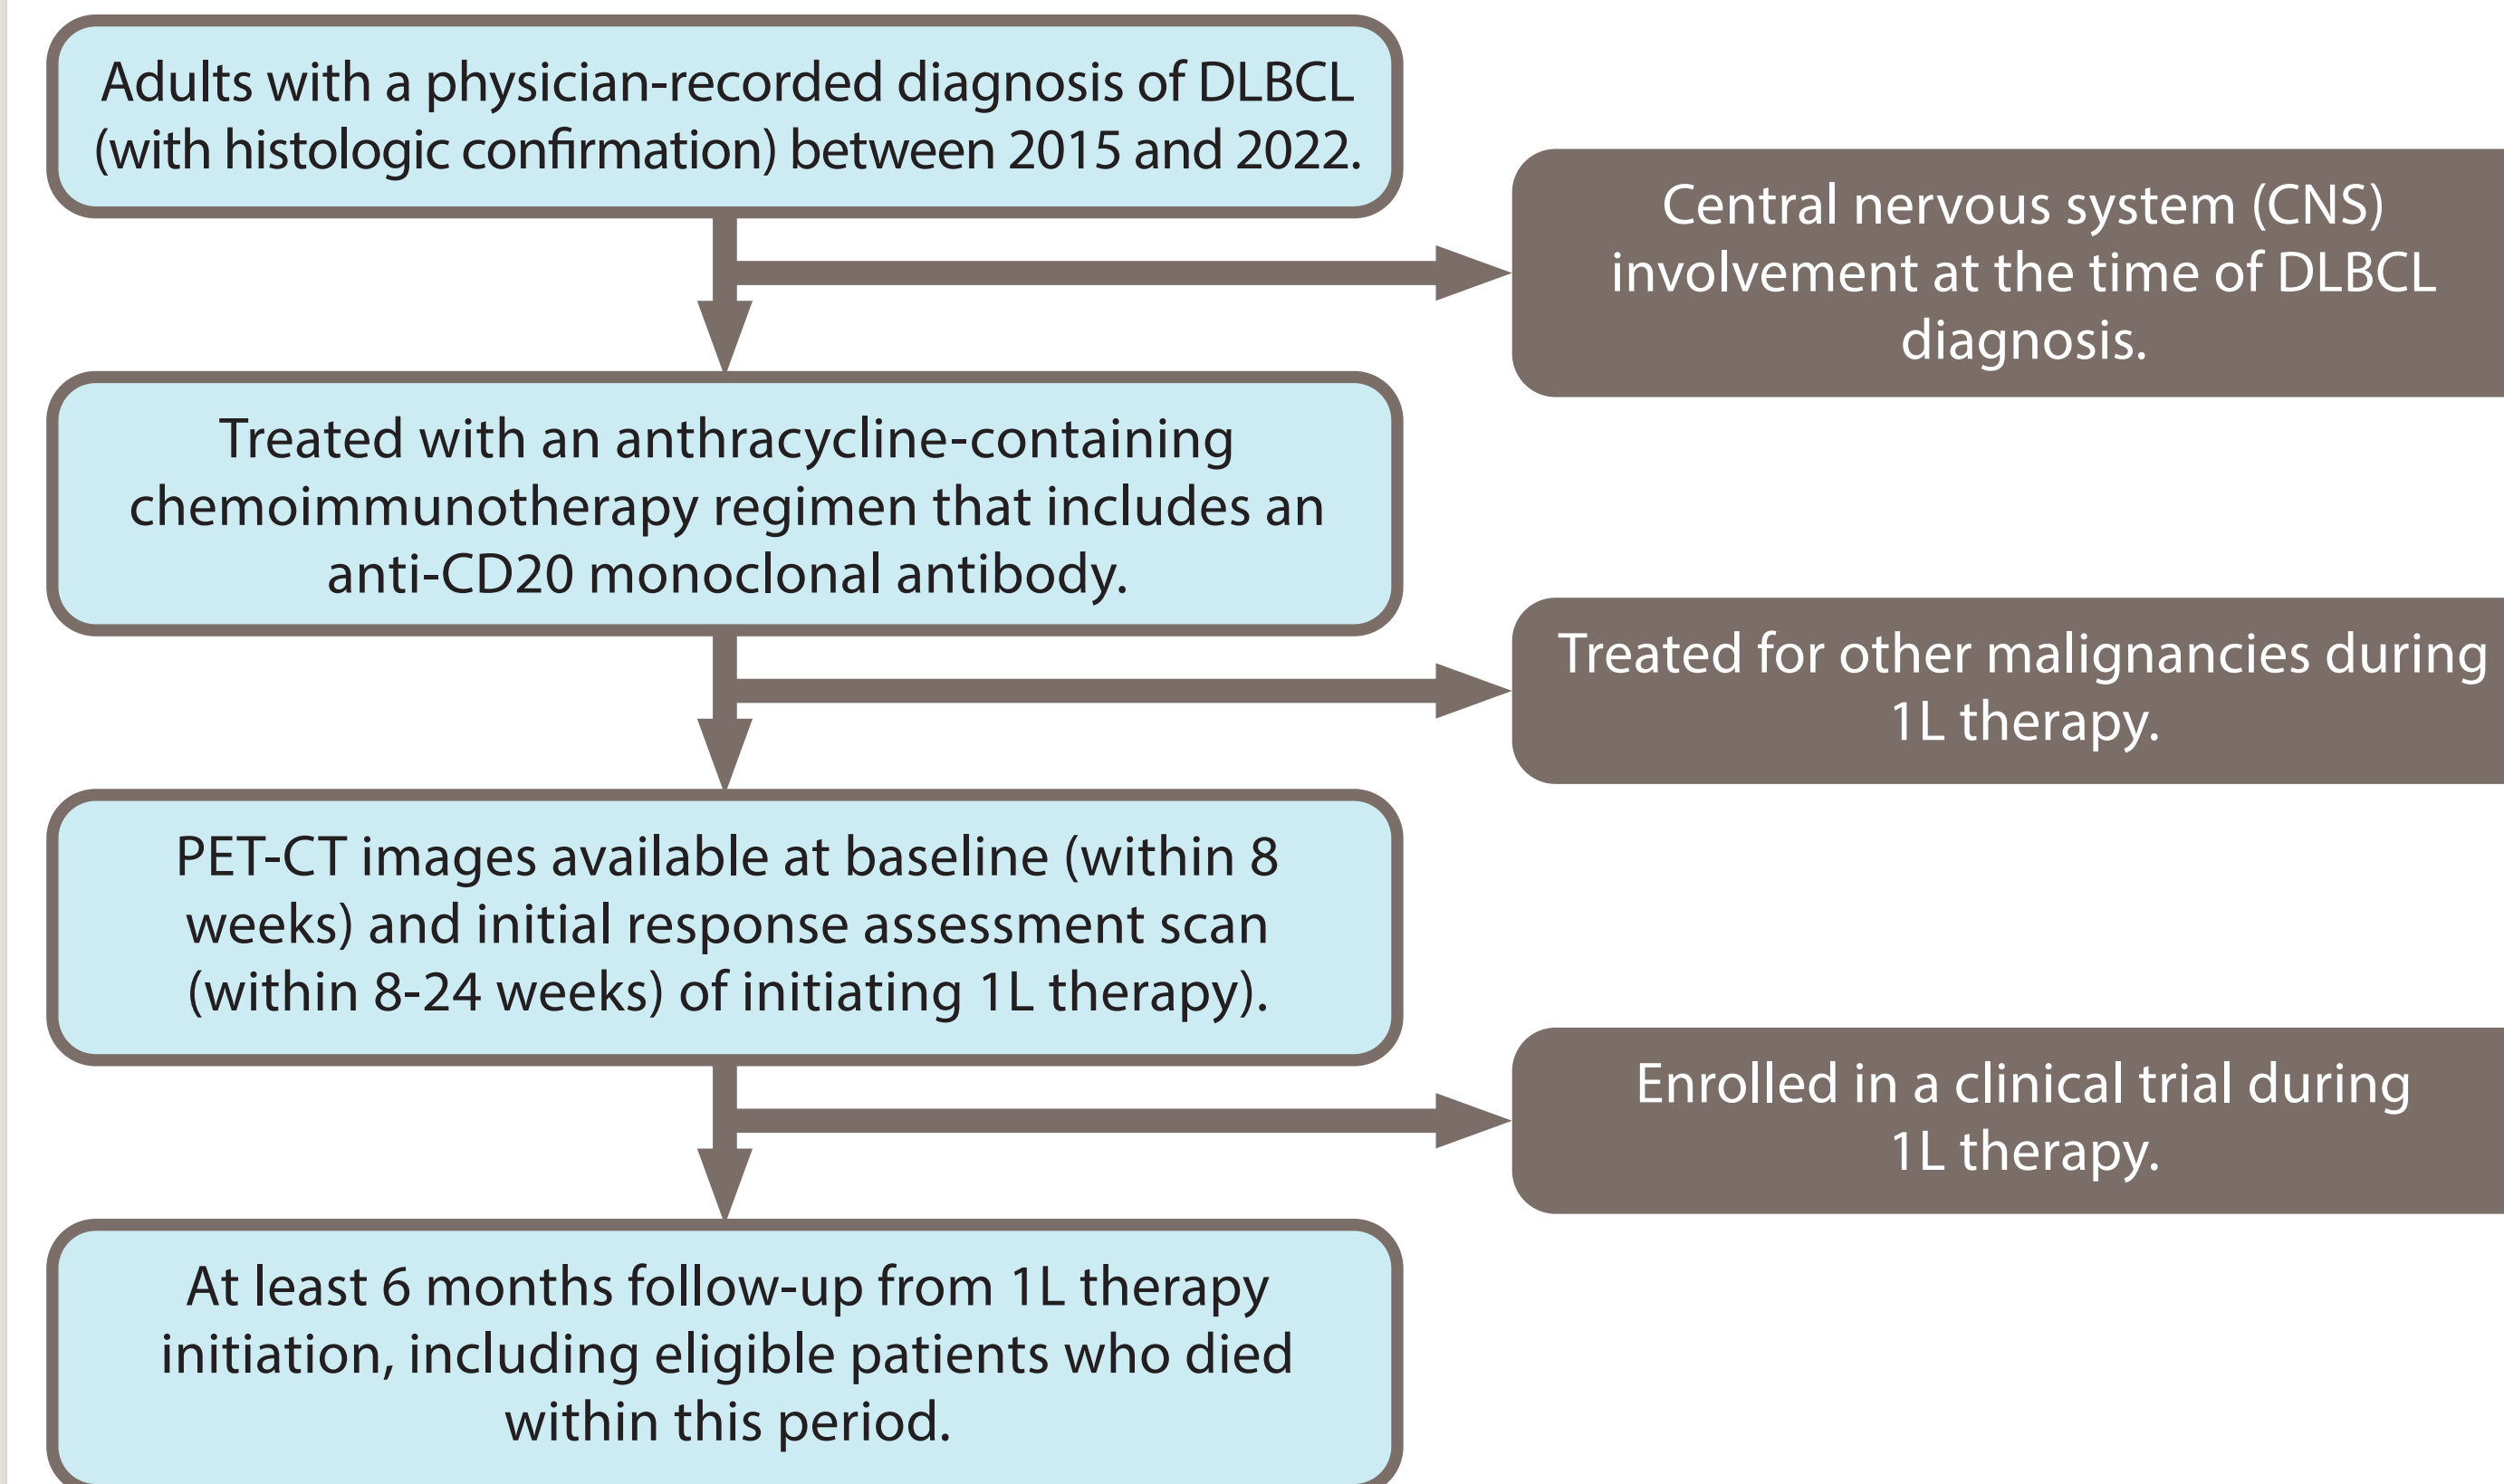 Adults with a physician-recorded diagnosis of DLBCL
(with histologic confirmation) between 2015 and 2022.
Central nervous system (CNS)
involvement at the time of DLBCL
diagnosis.
Treated with an anthracycline-containing
chemoimmunotherapy regimen that includes an
anti-CD20 monoclonal antibody.
Treated for other malignancies during
1L therapy.
PET-CT images available at baseline (within 8
weeks) and initial response assessment scan
(within 8-24 weeks) of initiating 1L therapy).
Enrolled in a clinical trial during
1L therapy.
At least 6 months follow-up from 1L therapy
initiation, including eligible patients who died
within this period.